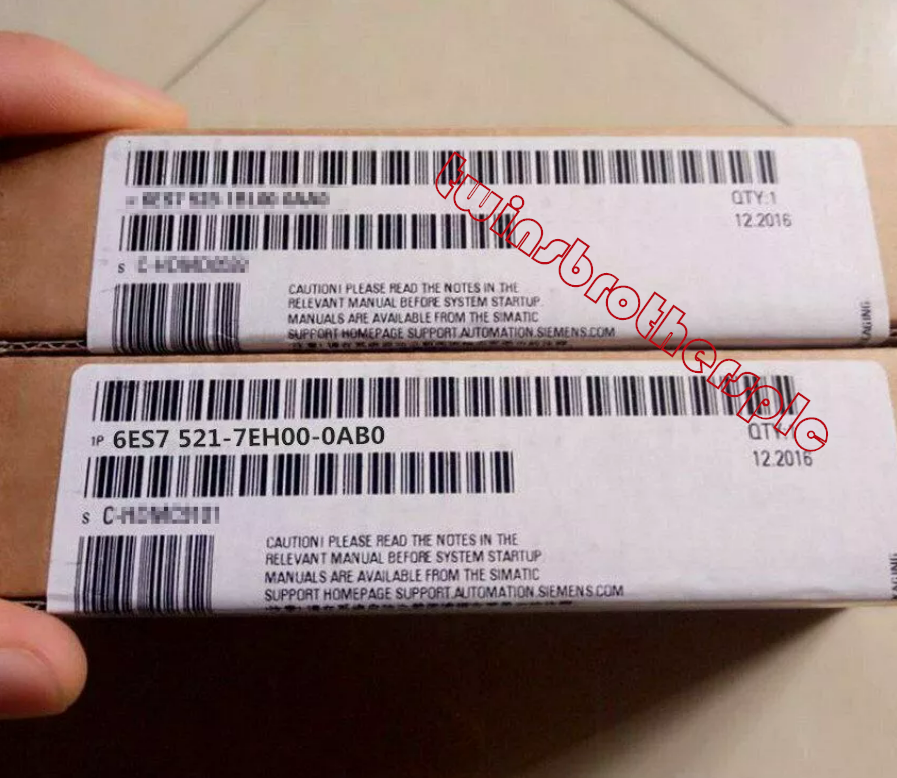 QTY:1
12.2016
S
CAUTION! PLEASE READ THE NOTES IN THE
RELEVANT MANUAL BEFORE SYSTEM STARTUP.
MANUALS ARE AVAILABLE FROM THE SIMATIC
SUPPORT HOMEPAGE SUPPORT.AUTOMATION.SIEMENS.COM
twinsbrothersplc
1P 6ES7 521-7EH00-0AB0
QTY:1
12.2016
S
CAUTION! PLEASE READ THE NOTES IN THE
RELEVANT MANUAL BEFORE SYSTEM STARTUP.
MANUALS ARE AVAILABLE FROM THE SIMATIC
SUPPORT HOMEPAGE SUPPORT.AUTOMATION.SIEMENS.COM